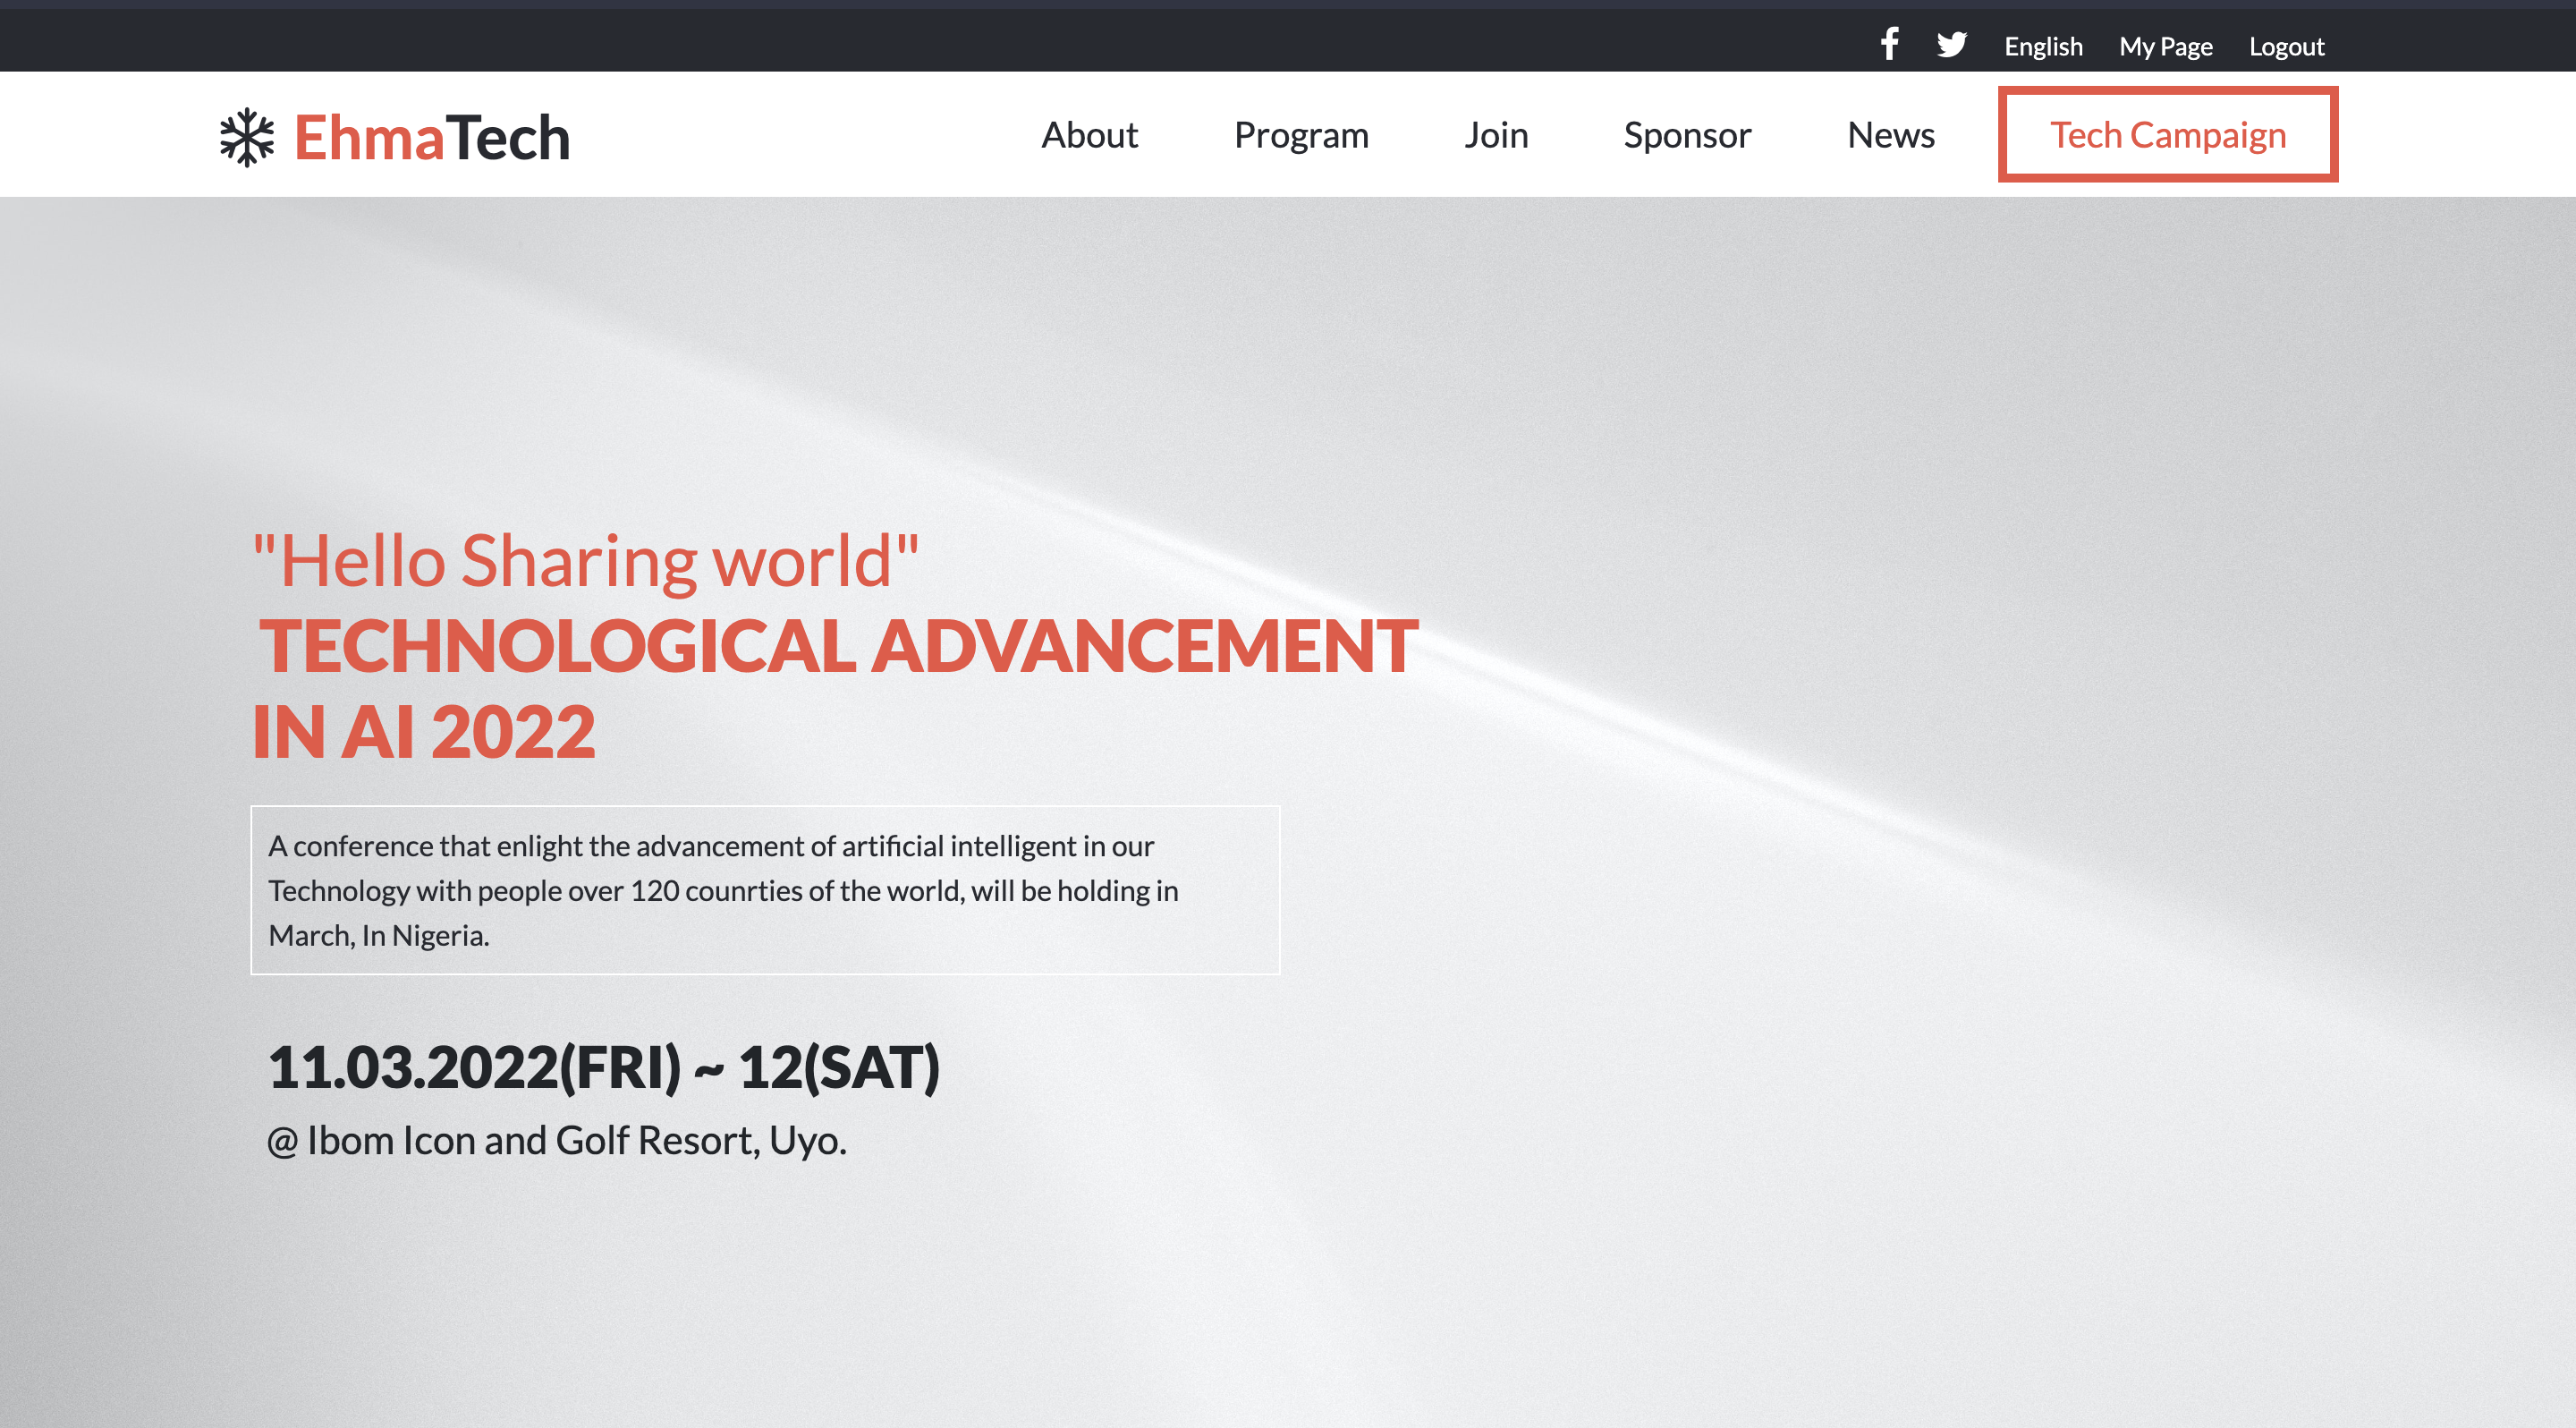 English My Page Logout
EhmaTech About Program Join Sponsor News Tech Campaign
"Hello Sharing world"
TECHNOLOGICAL ADVANCEMENT
IN AI 2022
A conference that enlight the advancement of artificial intelligent in our
Technology with people over 120 counrties of the world, will be holding in
March, In Nigeria.
11.03.2022(FRI) ~ 12(SAT)
@ Ibom Icon and Golf Resort, Uyo.